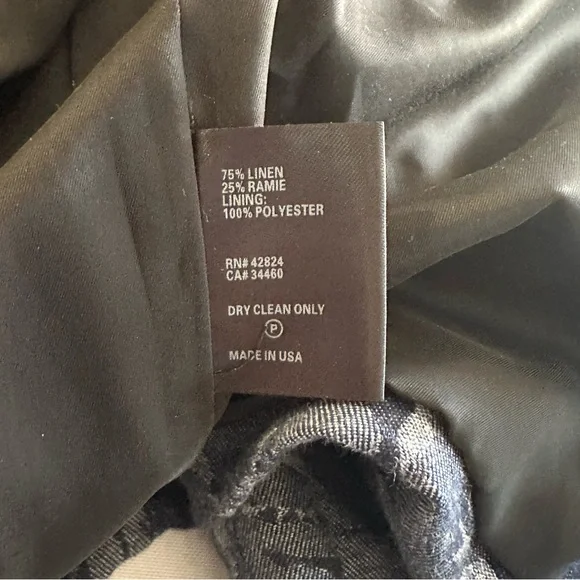 75% LINEN
25% RAMIE
LINING:
100% POLYESTER
RN# 42824
CA# 34460
DRY CLEAN ONLY
P
MADE IN USA